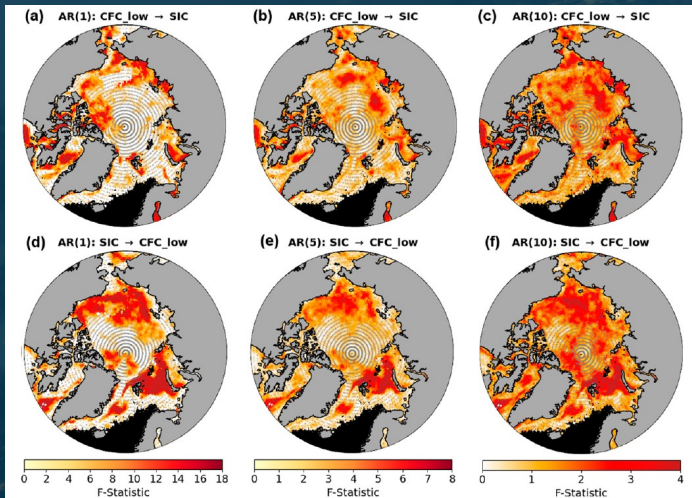 (a) AR(1): CFC_low → SIC
(b) AR(5): CFC_low → SIC
(c) AR(10): CFC_low → SIC
(d) AR(1): SIC → CFC_low
(e) AR(5): SIC → CFC_low
(f) AR(10): SIC → CFC_low
0 2 4 6 8 10 12 14 16 18
F-Statistic
0 1 2 3 4 5 6 7 8
F-Statistic
0 1 2 3 4
F-Statistic